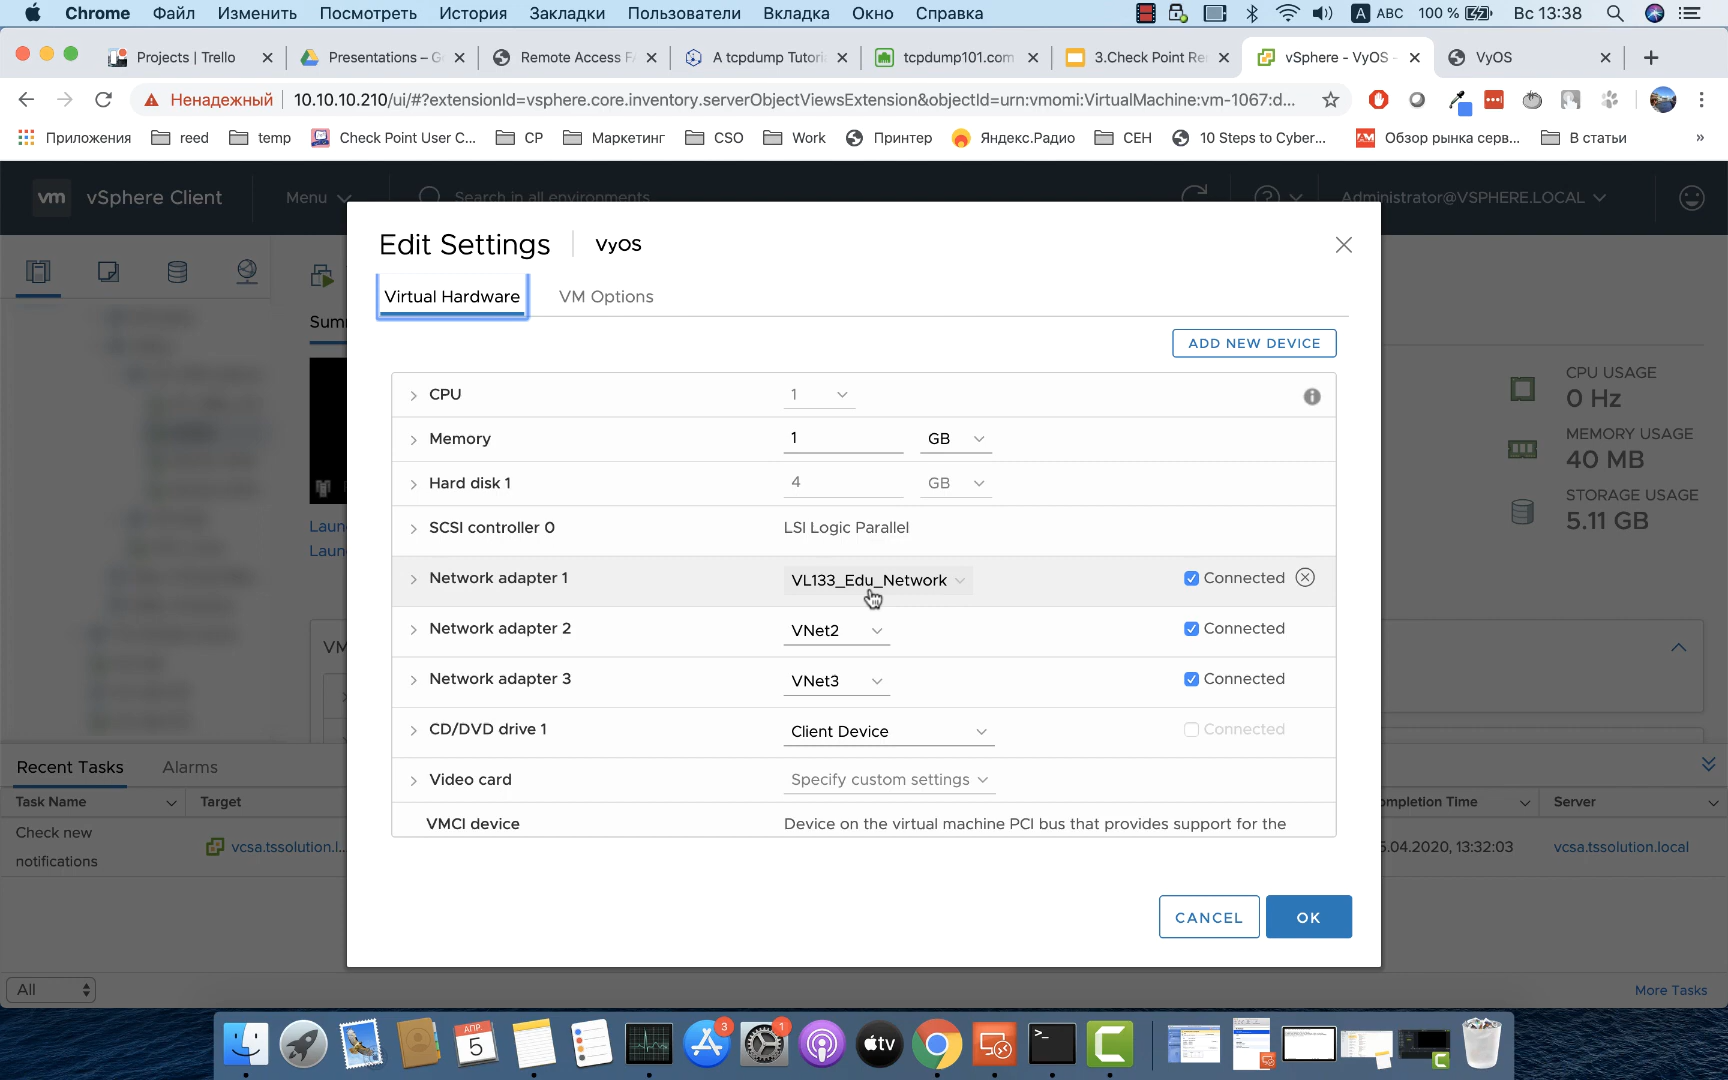 Chrome Файл Изменить Посмотреть История Закладки Пользователи Вкладка Окно Справка A ABC 100 % Вс 13:38
Projects | Trello Presentations – G Remote Access F A tcpdump Tutori tcpdump101.com 3.Check Point Re vSphere - VyOS - VyOS
Ненадежный 10.10.10.210/ui/#?extensionId=vsphere.core.inventory.serverObjectViewsExtension&objectId=urn:vmomi:VirtualMachine:vm-1067:d...
Приложения reed temp Check Point User C... CP Маркетинг CSO Work Принтер Яндекс.Радио CEH 10 Steps to Cyber... Обзор рынка серв... В статьи »
vm vSphere Client Menu Search in all environments Administrator@VSPHERE.LOCAL
Edit Settings VyOS
Virtual Hardware VM Options
Summ
ADD NEW DEVICE
CPU 1
Memory 1 GB
Hard disk 1 4 GB
SCSI controller 0 LSI Logic Parallel
Network adapter 1 VL133_Edu_Network Connected
Network adapter 2 VNet2 Connected
Network adapter 3 VNet3 Connected
CD/DVD drive 1 Client Device Connected
Video card Specify custom settings
VMCI device Device on the virtual machine PCI bus that provides support for the
CANCEL OK
CPU USAGE
0 Hz
MEMORY USAGE
40 MB
STORAGE USAGE
5.11 GB
Laun
Laun
VM
Recent Tasks Alarms
Task Name Target ompletion Time Server
Check new
notifications
vcsa.tssolution.l... 5.04.2020, 13:32:03 vcsa.tssolution.local
All More Tasks
АПР
5
3
1
tv